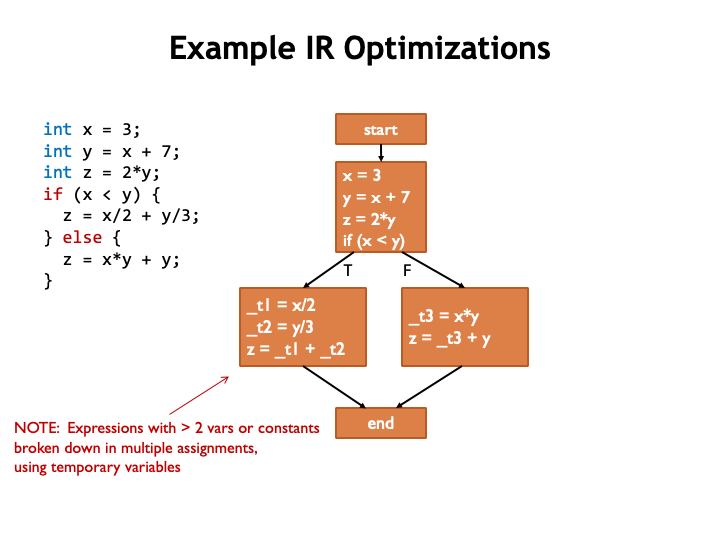 Example IR Optimizations
int x = 3;
int y = x + 7;
int z = 2*y;
if (x < y) {
  z = x/2 + y/3;
} else {
  z = x*y + y;
}
start
x = 3
y = x + 7
z = 2*y
if (x < y)
T
F
_t1 = x/2
_t2 = y/3
z = _t1 + _t2
_t3 = x*y
z = _t3 + y
end
NOTE: Expressions with > 2 vars or constants
broken down in multiple assignments,
using temporary variables